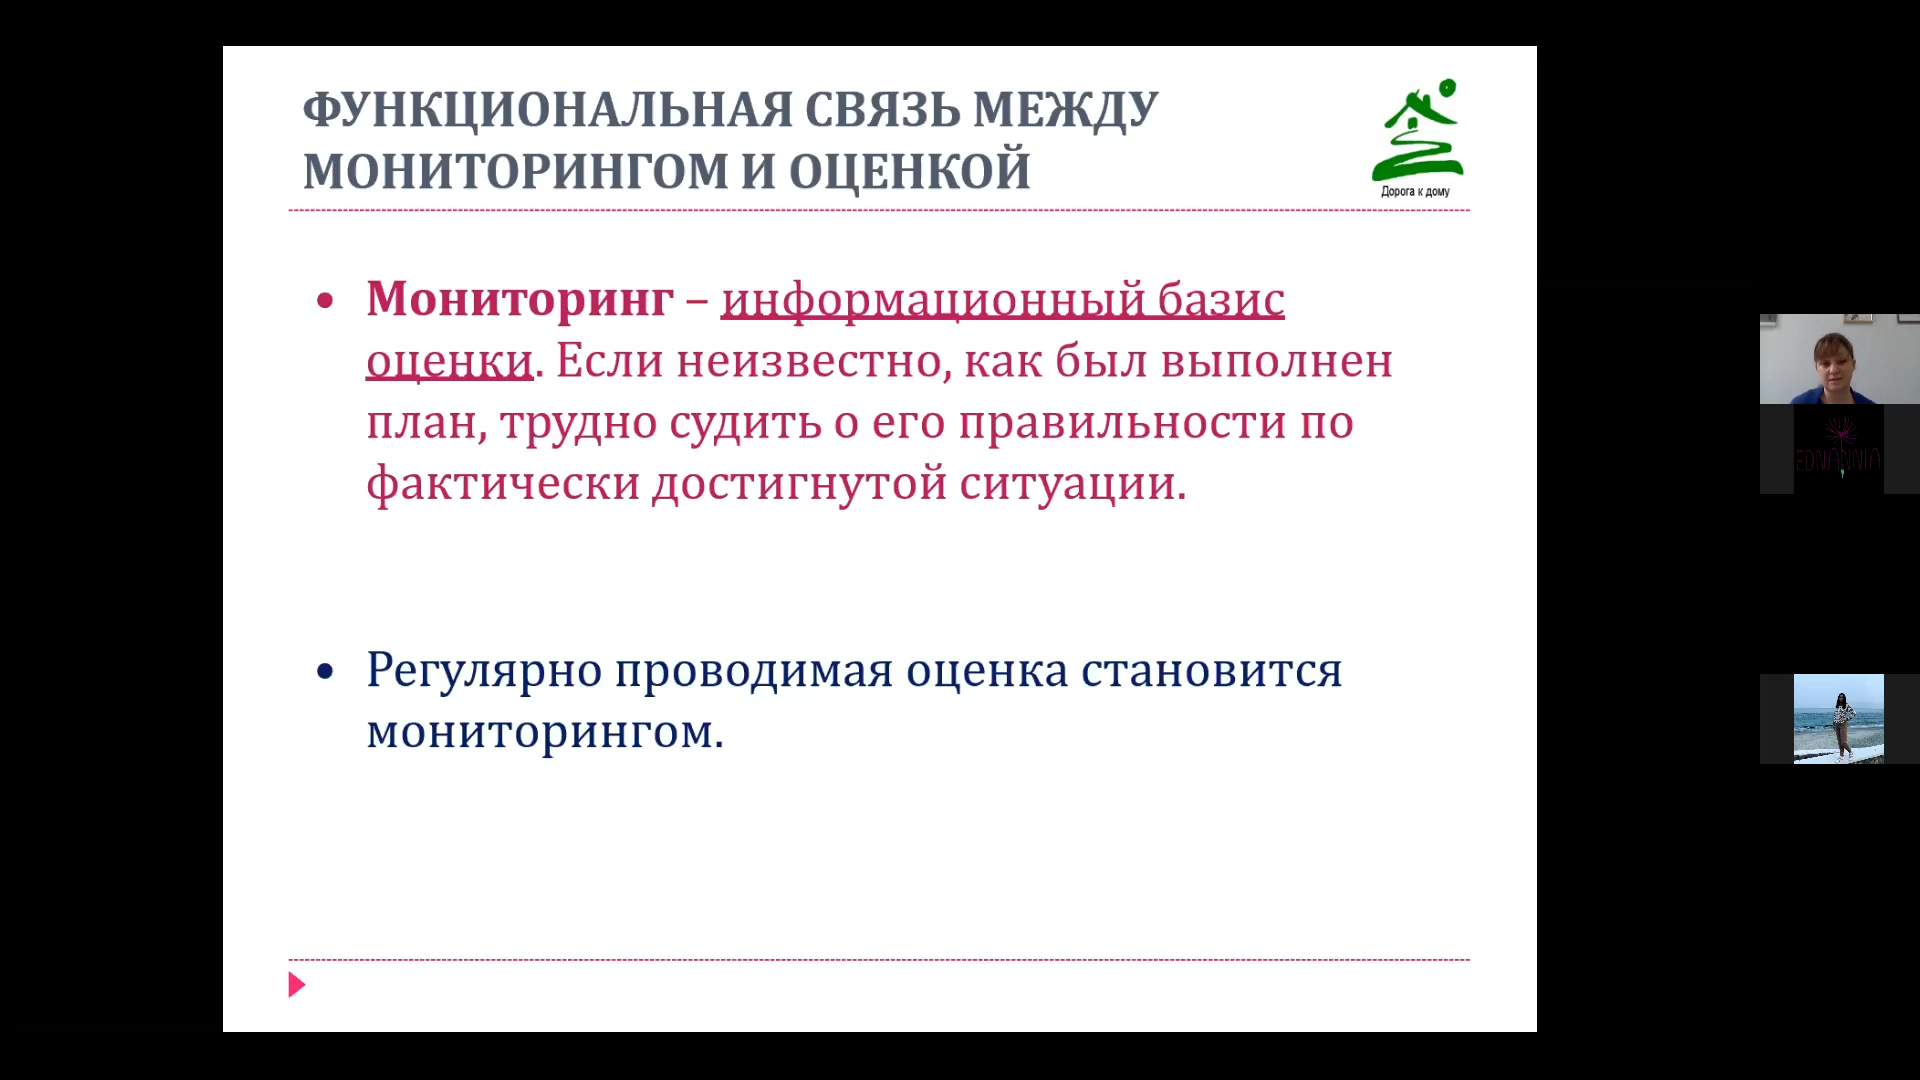 ФУНКЦИОНАЛЬНАЯ СВЯЗЬ МЕЖДУ
МОНИТОРИНГОМ И ОЦЕНКОЙ
Дорога к дому
• Мониторинг – информационный базис
оценки. Если неизвестно, как был выполнен
план, трудно судить о его правильности по
фактически достигнутой ситуации.
• Регулярно проводимая оценка становится
мониторингом.
EDNANNIA